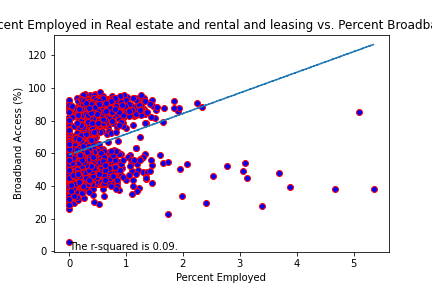 cent Employed in Real estate and rental and leasing vs. Percent Broadba
120
100
80
60
40
20
0
Broadband Access (%)
The r-squared is 0.09.
0 1 2 3 4 5
Percent Employed